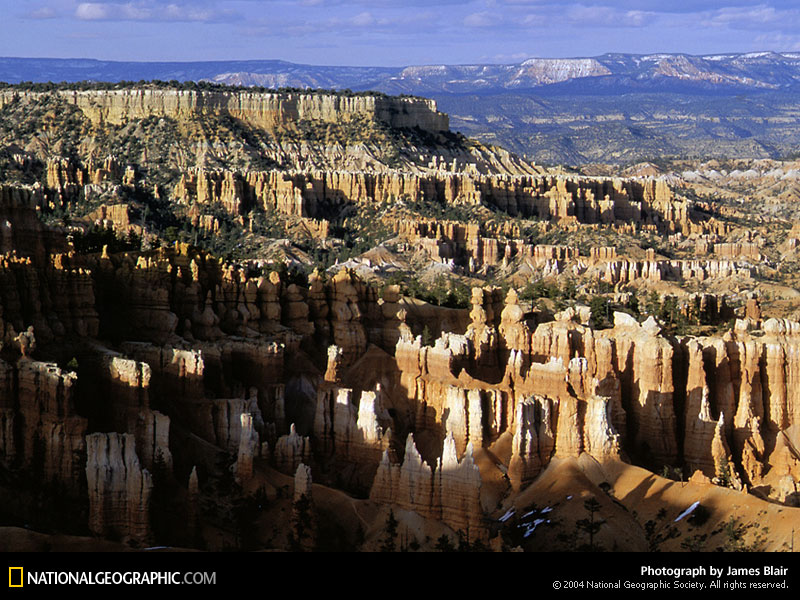 NATIONALGEOGRAPHIC.COM
Photograph by James Blair
© 2004 National Geographic Society. All rights reserved.